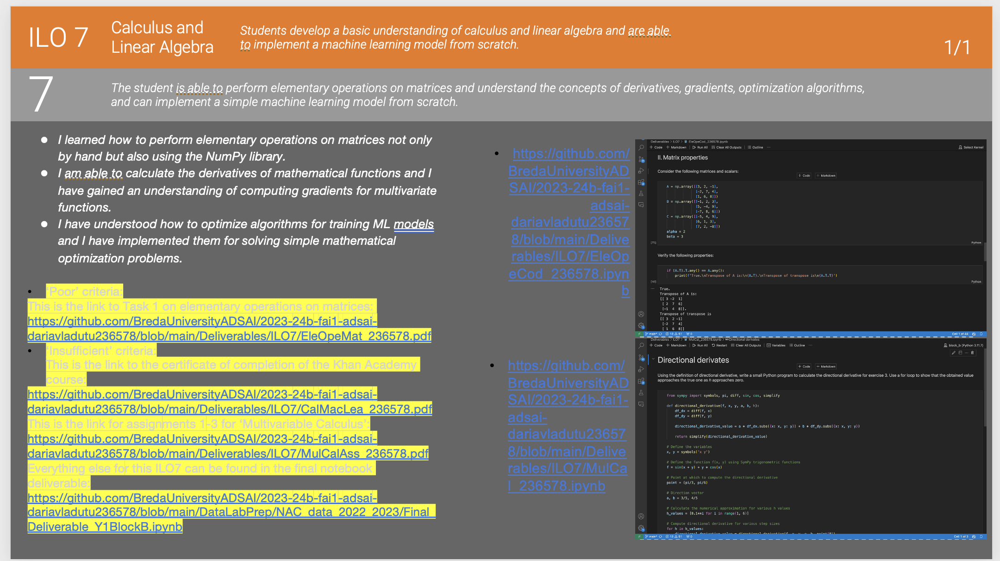 ILO 7
Calculus and
Linear Algebra
Students develop a basic understanding of calculus and linear algebra and are able
to implement a machine learning model from scratch.
1/1
7
The student is able to perform elementary operations on matrices and understand the concepts of derivatives, gradients, optimization algorithms,
and can implement a simple machine learning model from scratch.
● I learned how to perform elementary operations on matrices not only
by hand but also using the NumPy library.
● I am able to calculate the derivatives of mathematical functions and I
have gained an understanding of computing gradients for multivariate
functions.
● I have understood how to optimize algorithms for training ML models
and I have implemented them for solving simple mathematical
optimization problems.
• ‘Poor’ criteria:
This is the link to Task 1 on elementary operations on matrices:
https://github.com/BredaUniversityADSAI/2023-24b-fai1-adsai-
dariavladutu236578/blob/main/Deliverables/ILO7/EleOpeMat_236578.pdf
• ‘Insufficient’ criteria:
This is the link to the certificate of completion of the Khan Academy
course:
https://github.com/BredaUniversityADSAI/2023-24b-fai1-adsai-
dariavladutu236578/blob/main/Deliverables/ILO7/CalMacLea_236578.pdf
This is the link for assignments 1-3 for ‘Multivariable Calculus’:
https://github.com/BredaUniversityADSAI/2023-24b-fai1-adsai-
dariavladutu236578/blob/main/Deliverables/ILO7/MulCalAss_236578.pdf
Everything else for this ILO7 can be found in the final notebook
deliverable:
https://github.com/BredaUniversityADSAI/2023-24b-fai1-adsai-
dariavladutu236578/blob/main/DataLabPrep/NAC_data_2022_2023/Final_
Deliverable_Y1BlockB.ipynb
• https://github.com/
BredaUniversityAD
SAI/2023-24b-fai1-
adsai-
dariavladutu23657
8/blob/main/Delive
rables/ILO7/EleOp
eCod_236578.ipyn
b
• https://github.com/
BredaUniversityAD
SAI/2023-24b-fai1-
adsai-
dariavladutu23657
8/blob/main/Delive
rables/ILO7/MulCa
l_236578.ipynb
Deliverables > ILO7 > EleOpeCod_236578.ipynb
+ Code + Markdown | Run All Clear All Outputs | Outline ···
Select Kernel
II. Matrix properties
Consider the following matrices and scalars:
+ Code + Markdown
A = np.array([[3, 2, -1],
[-2, 7, 4],
[1, 6, 8]])
B = np.array([[-1, 2, 3],
[5, -4, 9],
[-7, 8, 6]])
C = np.array([[-5, 4, 9],
[6, 1, 3],
[7, 2, -8]])
alpha = 2
beta = 3
[75]
Python
Verify the following properties:
if (A.T).T.any() == A.any():
print(f'True.\nTranspose of A is:\n{A.T}.\nTranspose of transpose is\n{A.T.T}')
Python
··· True.
Transpose of A is:
[[ 3 -2 1]
[ 2 7 6]
[-1 4 8]].
Transpose of transpose is
[[ 3 2 -1]
[-2 7 4]
[ 1 6 8]]
main* 13 51 0
Cell 1 of 44
Deliverables > ILO7 > MulCal_236578.ipynb > Directional derivates
+ Code + Markdown | Run All Restart Clear All Outputs | Variables Outline ···
block_b (Python 3.11.7)
Directional derivates
+ Code + Markdown
Using the definition of directional derivative, write a small Python program to calculate the directional derivative for exercise 3. Use a for loop to show that the obtained value
approaches the true one as h approaches zero.
from sympy import symbols, pi, diff, sin, cos, simplify
def directional_derivative(f, x, y, a, b, h):
df_dx = diff(f, x)
df_dy = diff(f, y)
directional_derivative_value = a * df_dx.subs({x: x, y: y}) + b * df_dy.subs({x: x, y: y})
return simplify(directional_derivative_value)
# Define the variables
x, y = symbols('x y')
# Define the function f(x, y) using SymPy trigonometric functions
f = sin(x + y) + y * cos(x)
# Point at which to compute the directional derivative
point = (pi/3, pi/6)
# Direction vector
a, b = 3/5, 4/5
# Calculate the numerical approximation for various h values
h_values = [0.1**i for i in range(1, 6)]
# Compute directional derivative for various step sizes
for h in h_values:
main* 13 51 0
Cell 1 of 3